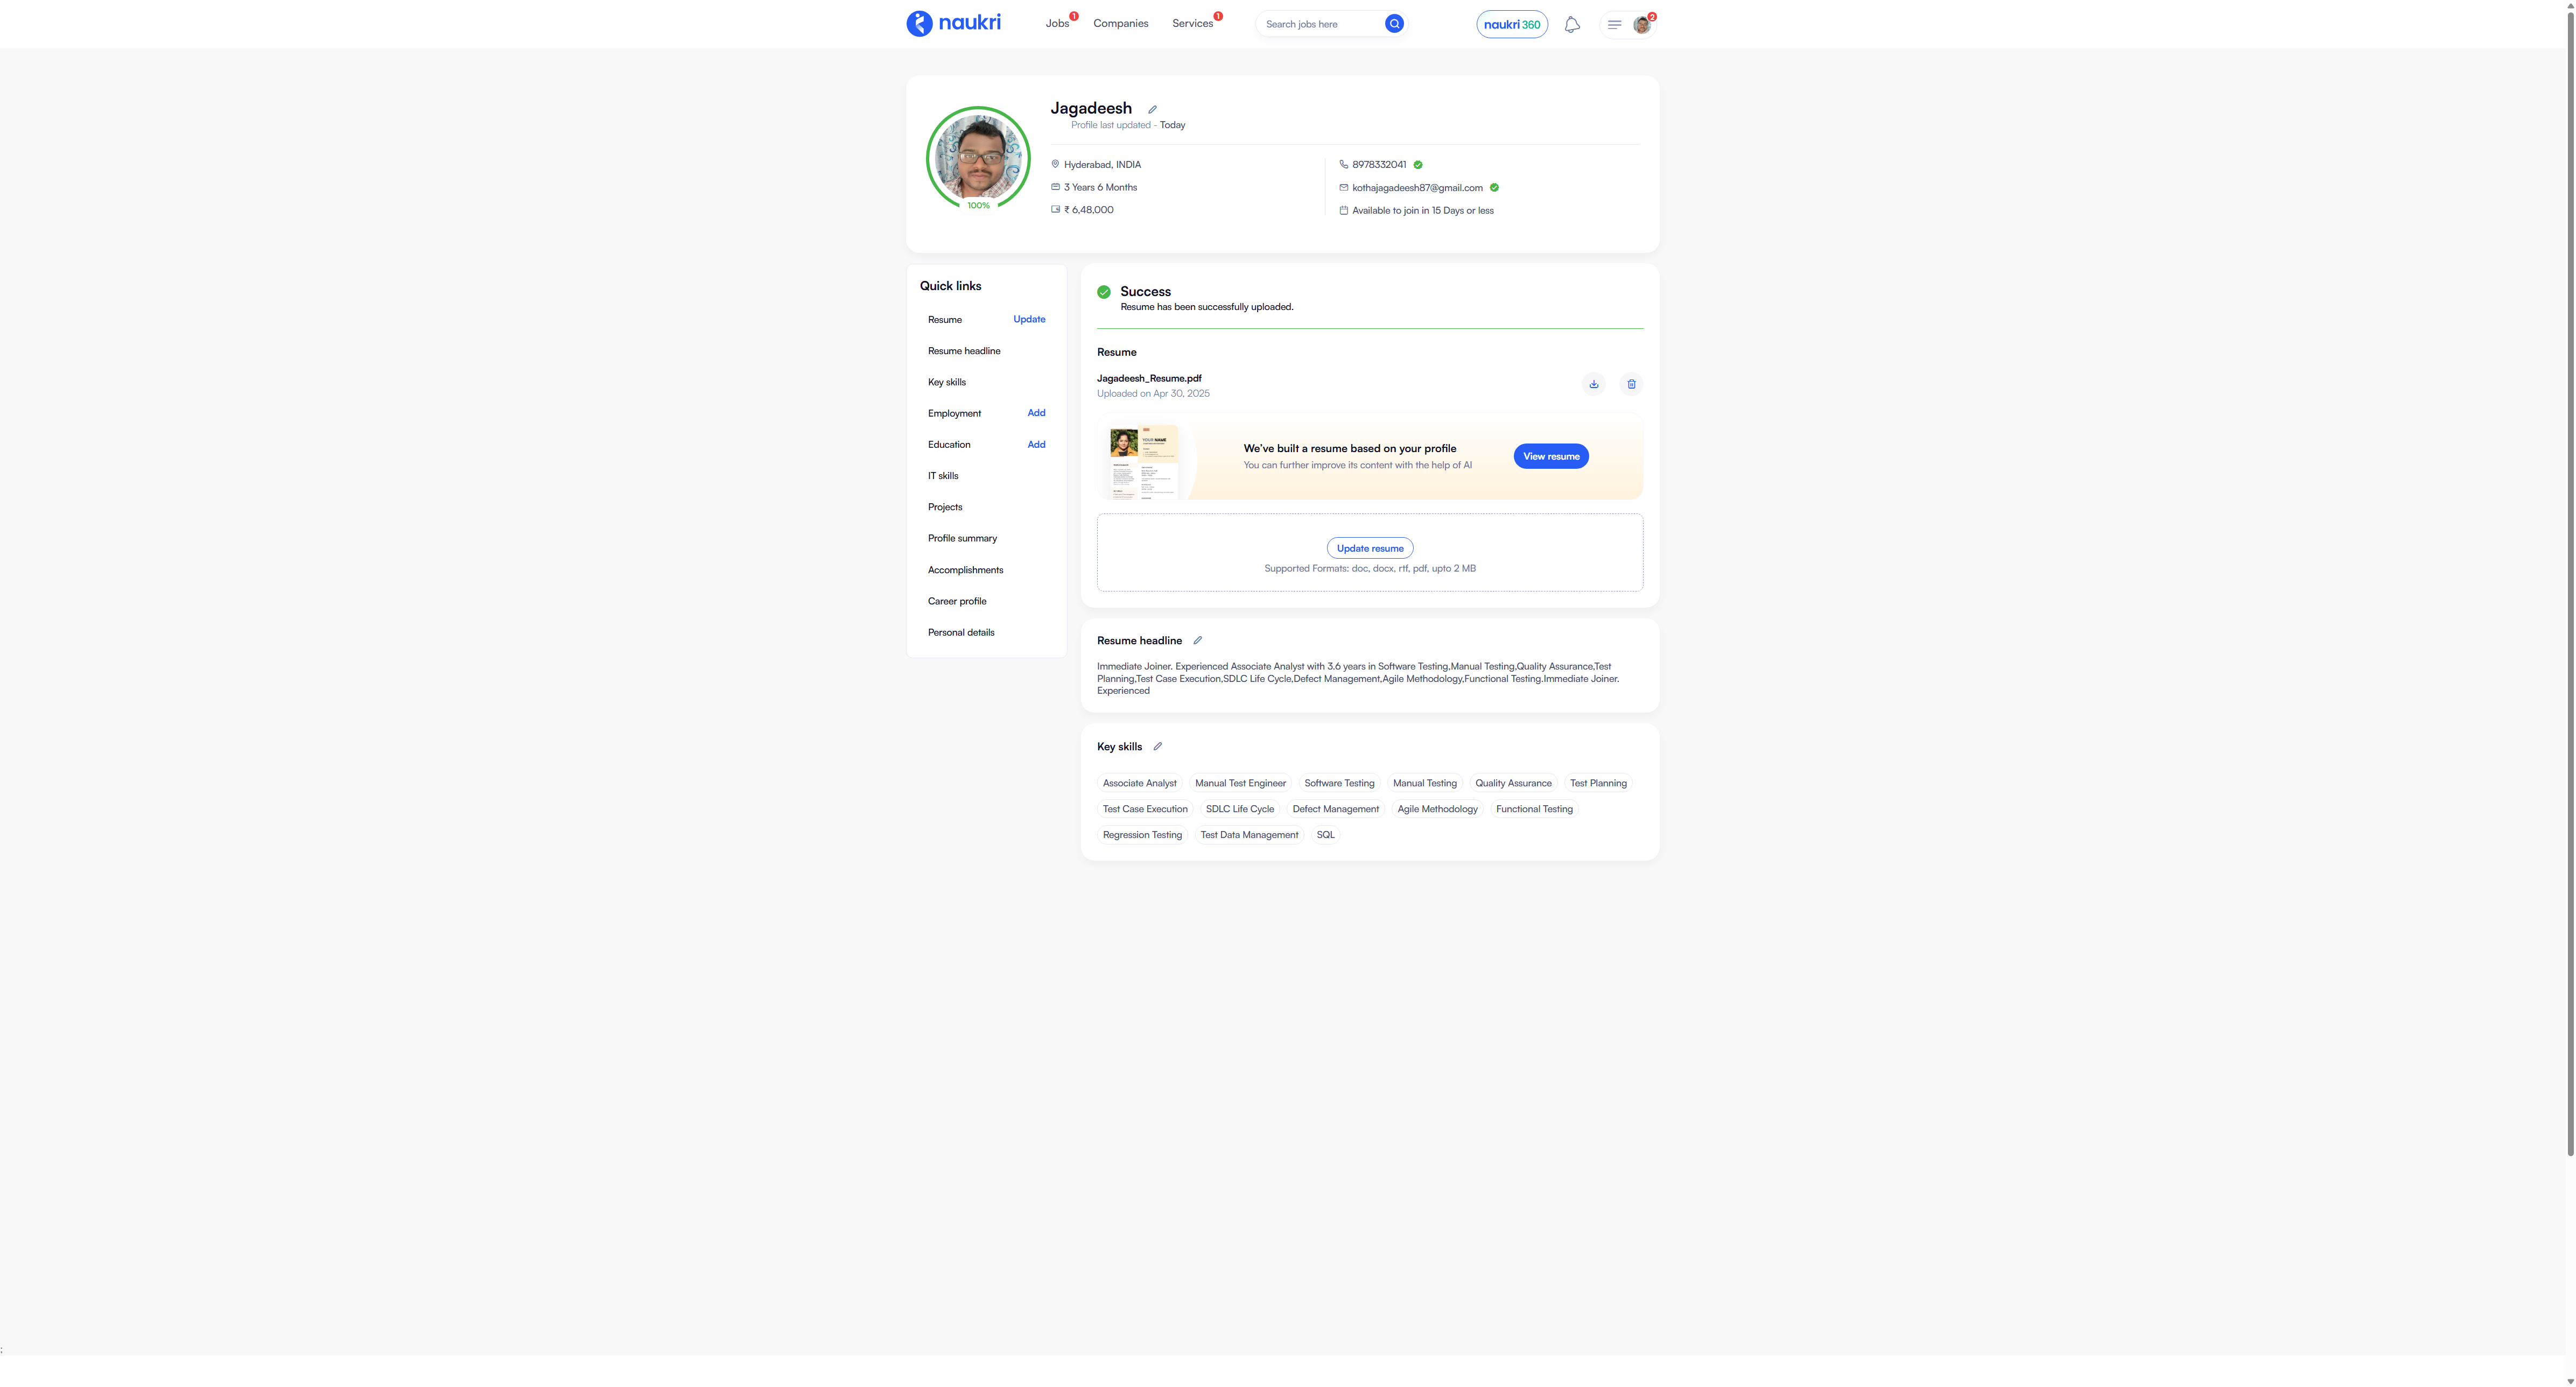 naukri
Jobs 1
Companies
Services 1
Search jobs here
naukri 360
2
Jagadeesh
Profile last updated - Today
Hyderabad, INDIA
3 Years 6 Months
₹ 6,48,000
8978332041
kothajagadeesh87@gmail.com
Available to join in 15 Days or less
100%
Quick links
Resume Update
Resume headline
Key skills
Employment Add
Education Add
IT skills
Projects
Profile summary
Accomplishments
Career profile
Personal details
Success
Resume has been successfully uploaded.
Resume
Jagadeesh_Resume.pdf
Uploaded on Apr 30, 2025
YOUR NAME
We've built a resume based on your profile
You can further improve its content with the help of AI
View resume
Update resume
Supported Formats: doc, docx, rtf, pdf, upto 2 MB
Resume headline
Immediate Joiner. Experienced Associate Analyst with 3.6 years in Software Testing,Manual Testing,Quality Assurance,Test
Planning,Test Case Execution,SDLC Life Cycle,Defect Management,Agile Methodology,Functional Testing.Immediate Joiner.
Experienced
Key skills
Associate Analyst Manual Test Engineer Software Testing Manual Testing Quality Assurance Test Planning
Test Case Execution SDLC Life Cycle Defect Management Agile Methodology Functional Testing
Regression Testing Test Data Management SQL
: